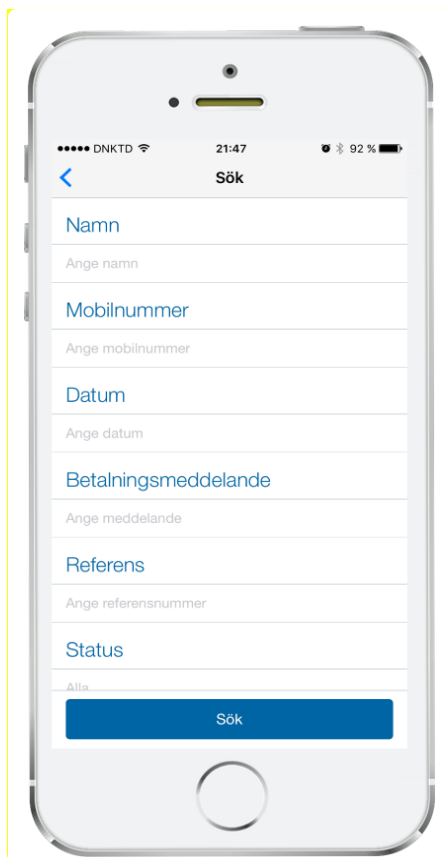 DNKTD 21:47 92 %
Sök
Namn
Ange namn
Mobilnummer
Ange mobilnummer
Datum
Ange datum
Betalningsmeddelande
Ange meddelande
Referens
Ange referensnummer
Status
Alla
Sök